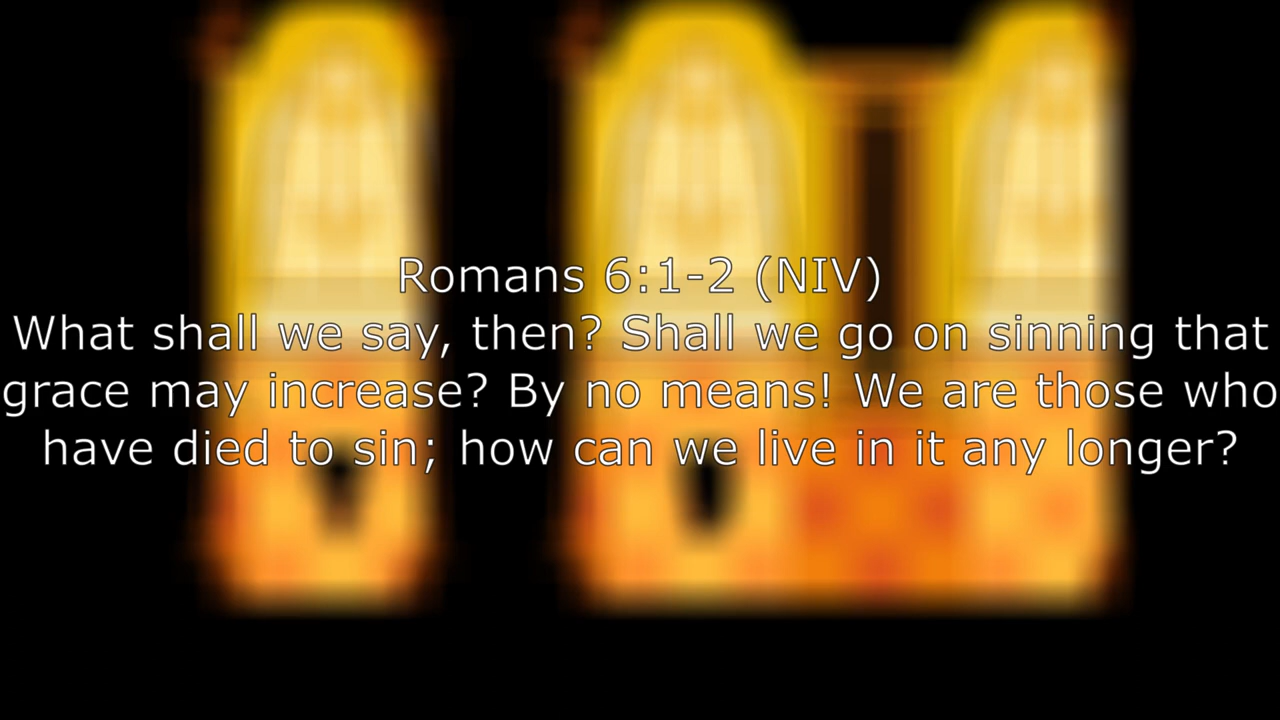 Romans 6:1-2 (NIV)
What shall we say, then? Shall we go on sinning that
grace may increase? By no means! We are those who
have died to sin; how can we live in it any longer?